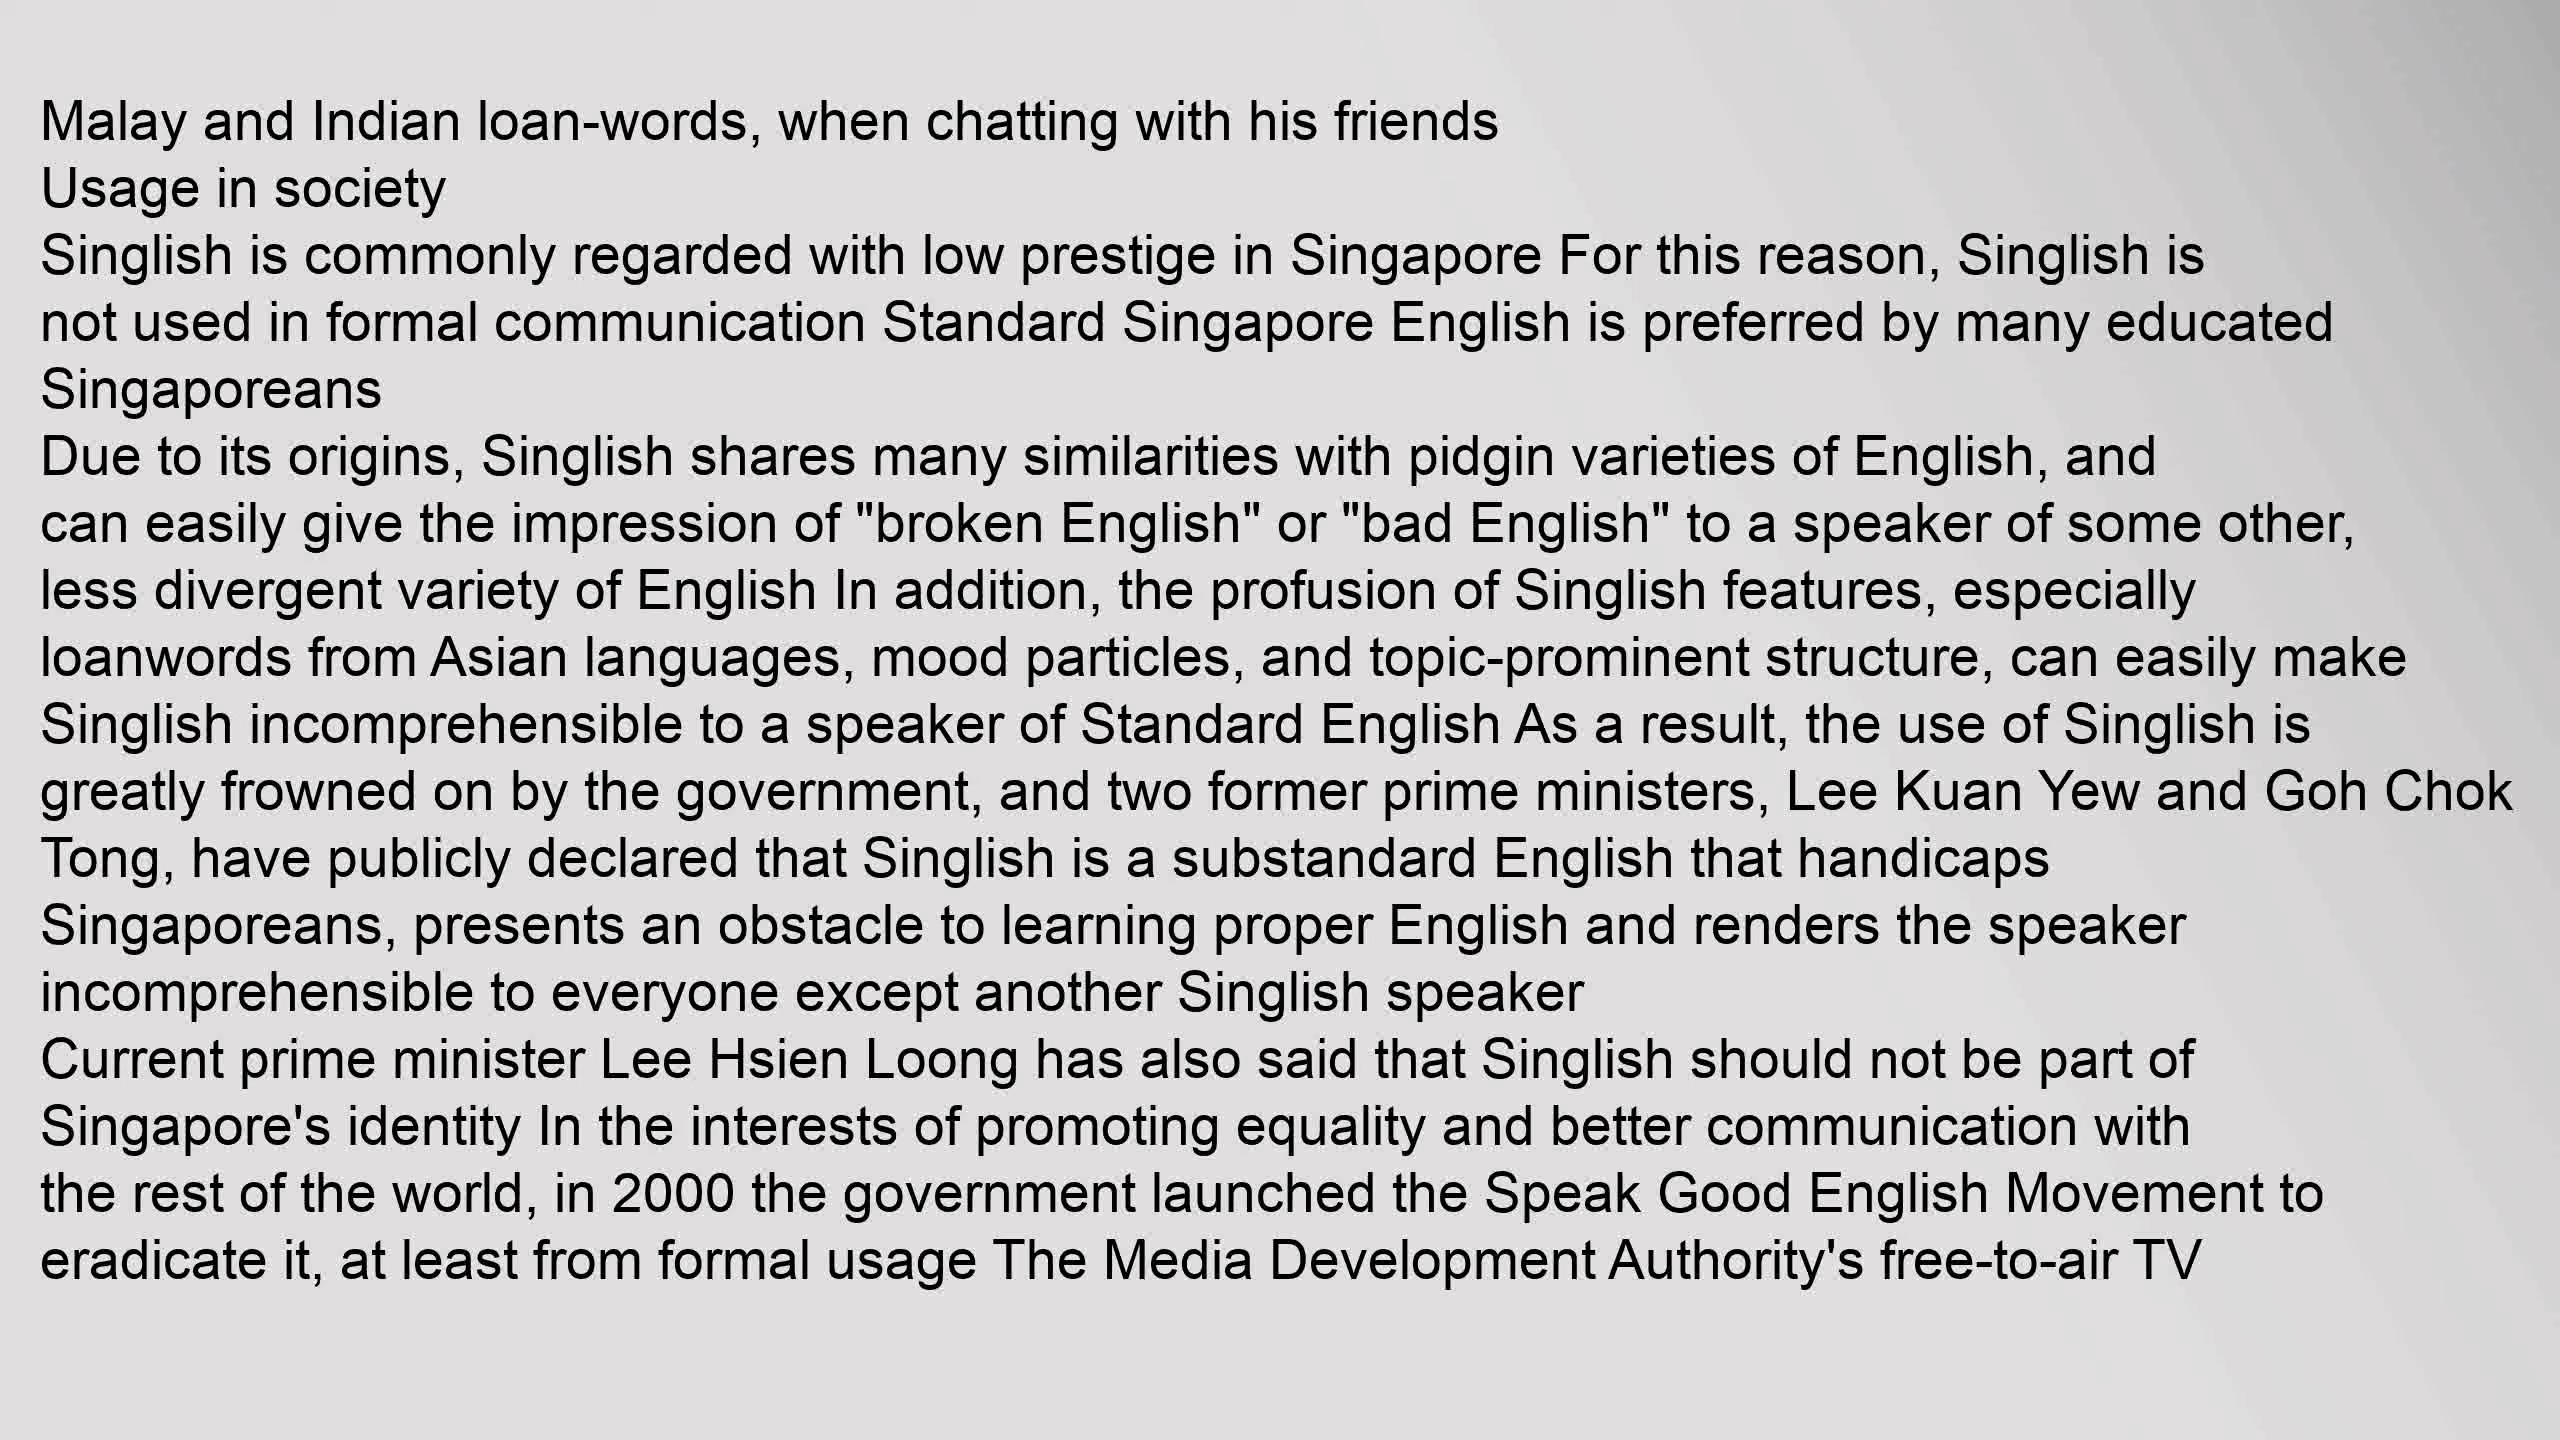 Malay and Indian loan-words, when chatting with his friends
Usage in society
Singlish is commonly regarded with low prestige in Singapore For this reason, Singlish is
not used in formal communication Standard Singapore English is preferred by many educated
Singaporeans
Due to its origins, Singlish shares many similarities with pidgin varieties of English, and
can easily give the impression of "broken English" or "bad English" to a speaker of some other,
less divergent variety of English In addition, the profusion of Singlish features, especially
loanwords from Asian languages, mood particles, and topic-prominent structure, can easily make
Singlish incomprehensible to a speaker of Standard English As a result, the use of Singlish is
greatly frowned on by the government, and two former prime ministers, Lee Kuan Yew and Goh Chok
Tong, have publicly declared that Singlish is a substandard English that handicaps
Singaporeans, presents an obstacle to learning proper English and renders the speaker
incomprehensible to everyone except another Singlish speaker
Current prime minister Lee Hsien Loong has also said that Singlish should not be part of
Singapore's identity In the interests of promoting equality and better communication with
the rest of the world, in 2000 the government launched the Speak Good English Movement to
eradicate it, at least from formal usage The Media Development Authority's free-to-air TV